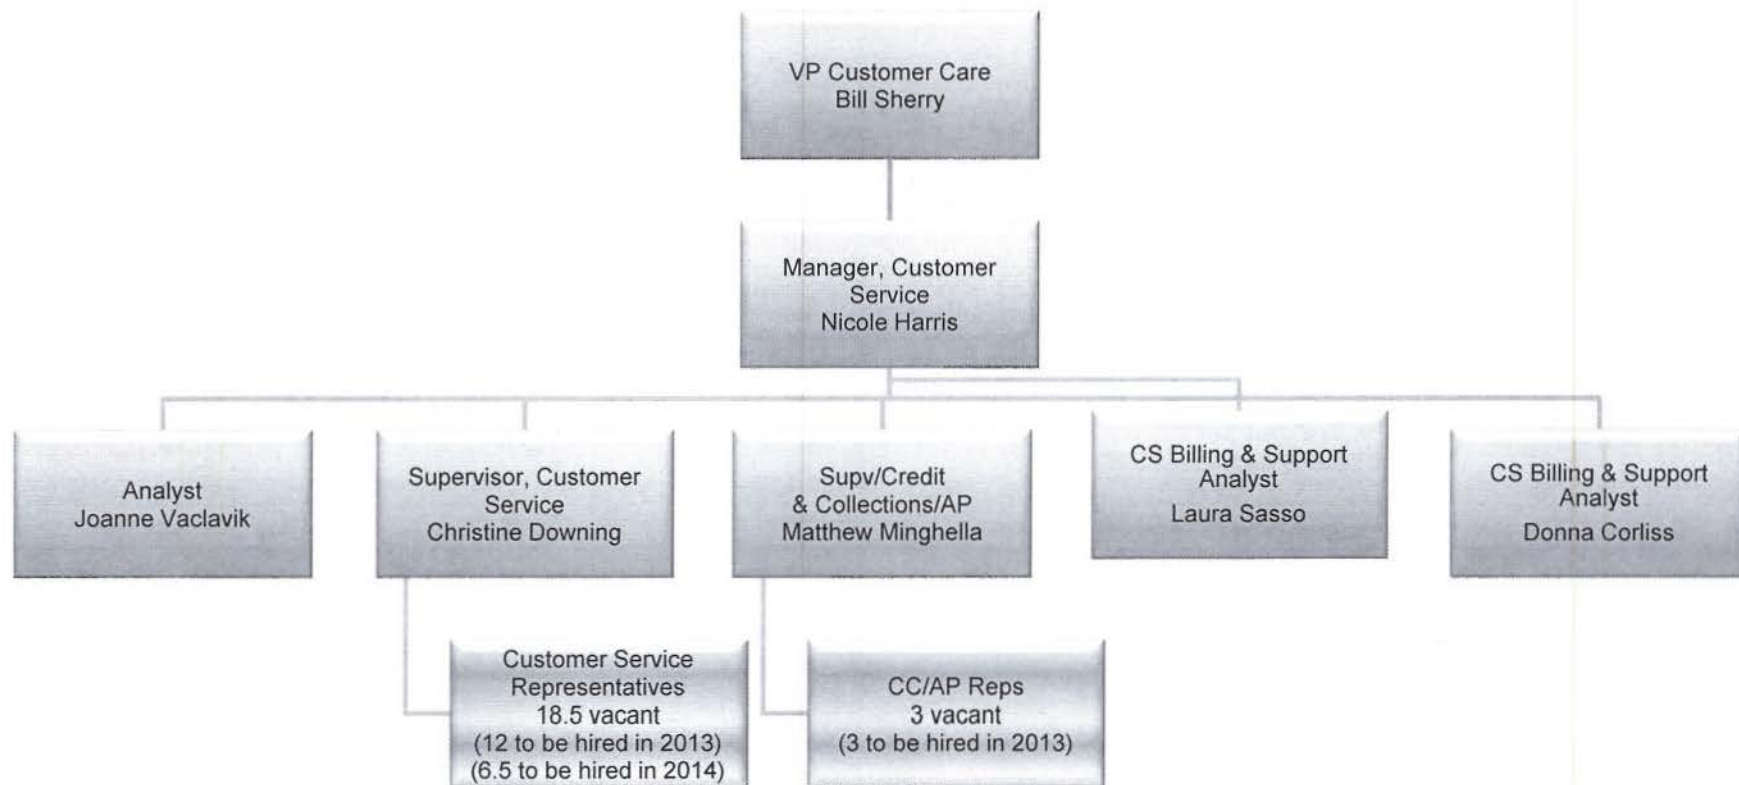 VP Customer Care
Bill Sherry
Manager, Customer
Service
Nicole Harris
Analyst
Joanne Vaclavik
Supervisor, Customer
Service
Christine Downing
Supv/Credit
& Collections/AP
Matthew Minghella
CS Billing & Support
Analyst
Laura Sasso
CS Billing & Support
Analyst
Donna Corliss
Customer Service
Representatives
18.5 vacant
(12 to be hired in 2013)
(6.5 to be hired in 2014)
CC/AP Reps
3 vacant
(3 to be hired in 2013)